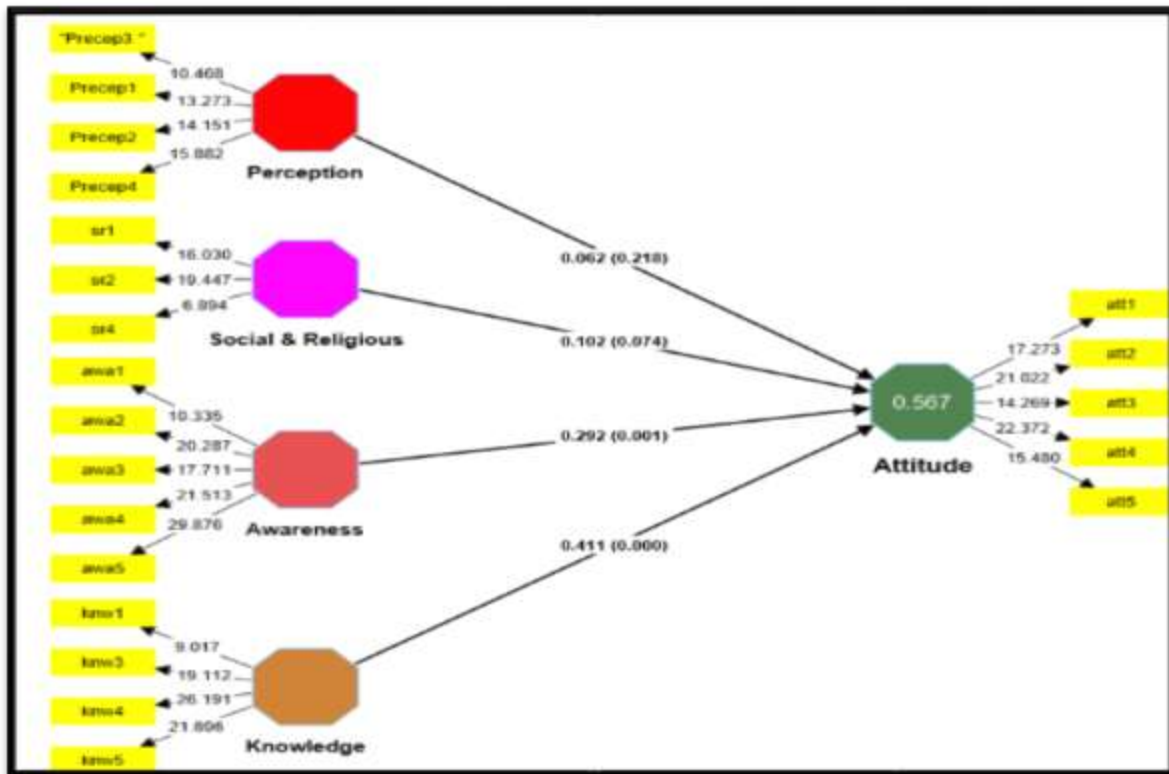 "Precep3 "
10.468
Precep1
13.273
Precep2
14.151
Precep4
15.882
Perception
sr1
16.030
sr2
19.447
sr4
6.894
Social & Religious
awa1
10.335
awa2
20.287
awa3
17.711
awa4
21.513
awa5
29.876
Awareness
knw1
9.017
knw3
19.112
knw4
26.191
knw5
Knowledge
0.062 (0.218)
0.102 (0.074)
0.292 (0.001)
0.411 (0.000)
0.567
Attitude
att1
17.273
att2
21.022
att3
14.269
att4
22.372
att5
15.480